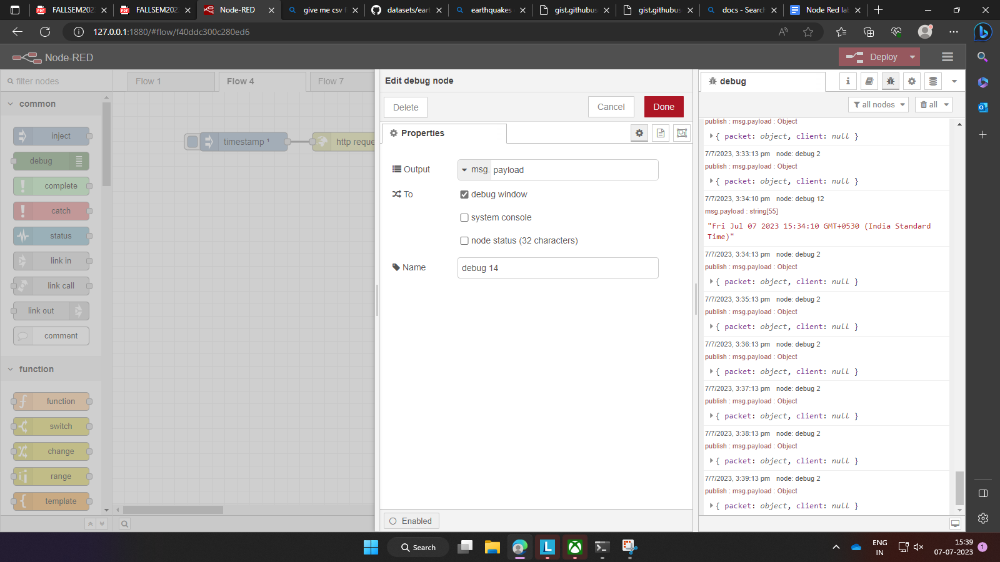 FALLSEM202
FALLSEM202
Node-RED
give me csv f
datasets/eart
earthquakes
gist.githubus
gist.githubus
docs - Search
Node Red lab
127.0.0.1:1880/#flow/f40ddc300c280ed6
Node-RED
Deploy
filter nodes
Flow 1
Flow 4
Flow 7
common
inject
debug
complete
catch
status
link in
link call
link out
comment
function
function
switch
change
range
template
timestamp ¹
http reque
Edit debug node
Delete
Cancel
Done
Properties
Output
msg. payload
To
debug window
system console
node status (32 characters)
Name
debug 14
Enabled
debug
all nodes
all
publish : msg.payload : Object
{ packet: object, client: null }
7/7/2023, 3:33:13 pm node: debug 2
publish : msg.payload : Object
{ packet: object, client: null }
7/7/2023, 3:34:10 pm node: debug 12
msg.payload : string[55]
"Fri Jul 07 2023 15:34:10 GMT+0530 (India Standard
Time)"
7/7/2023, 3:34:13 pm node: debug 2
publish : msg.payload : Object
{ packet: object, client: null }
7/7/2023, 3:35:13 pm node: debug 2
publish : msg.payload : Object
{ packet: object, client: null }
7/7/2023, 3:36:13 pm node: debug 2
publish : msg.payload : Object
{ packet: object, client: null }
7/7/2023, 3:37:13 pm node: debug 2
publish : msg.payload : Object
{ packet: object, client: null }
7/7/2023, 3:38:13 pm node: debug 2
publish : msg.payload : Object
{ packet: object, client: null }
7/7/2023, 3:39:13 pm node: debug 2
publish : msg.payload : Object
{ packet: object, client: null }
Search
ENG
IN
15:39
07-07-2023
1